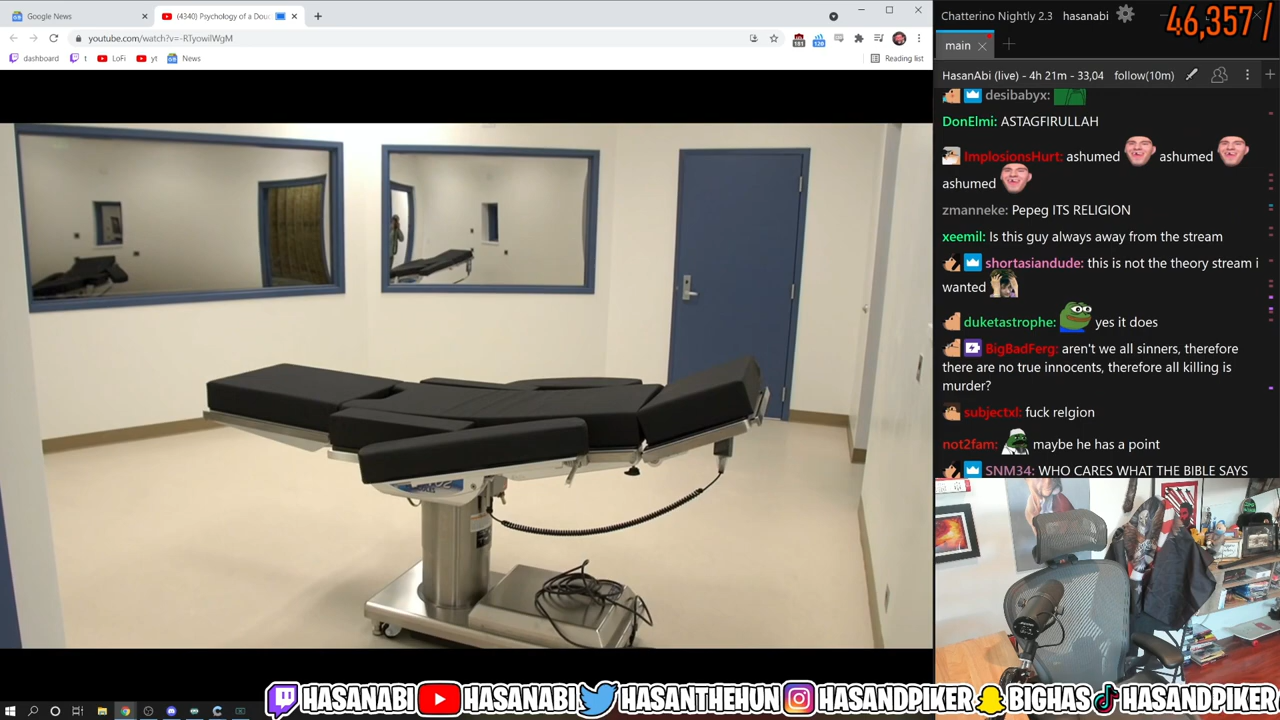 Google News
(4340) Psychology of a Dou
youtube.com/watch?v=-RTyowilWgM
dashboard
t
LoFi
yt
News
Reading list
Chatterino Nightly 2.3
hasanabi
46,357 /
main
HasanAbi (live) - 4h 21m - 33,04
follow(10m)
desibabyx:
DonElmi: ASTAGFIRULLAH
ImplosionsHurt: ashumed ashumed
ashumed
zmanneke: Pepeg ITS RELIGION
xeemil: Is this guy always away from the stream
shortasiandude: this is not the theory stream i
wanted
duketastrophe: yes it does
BigBadFerg: aren't we all sinners, therefore
there are no true innocents, therefore all killing is
murder?
subjectxl: fuck relgion
not2fam: maybe he has a point
SNM34: WHO CARES WHAT THE BIBLE SAYS
HASANABI
HASANABI
HASANTHEHUN
HASANDPIKER
BIGHAS
HASANDPIKER